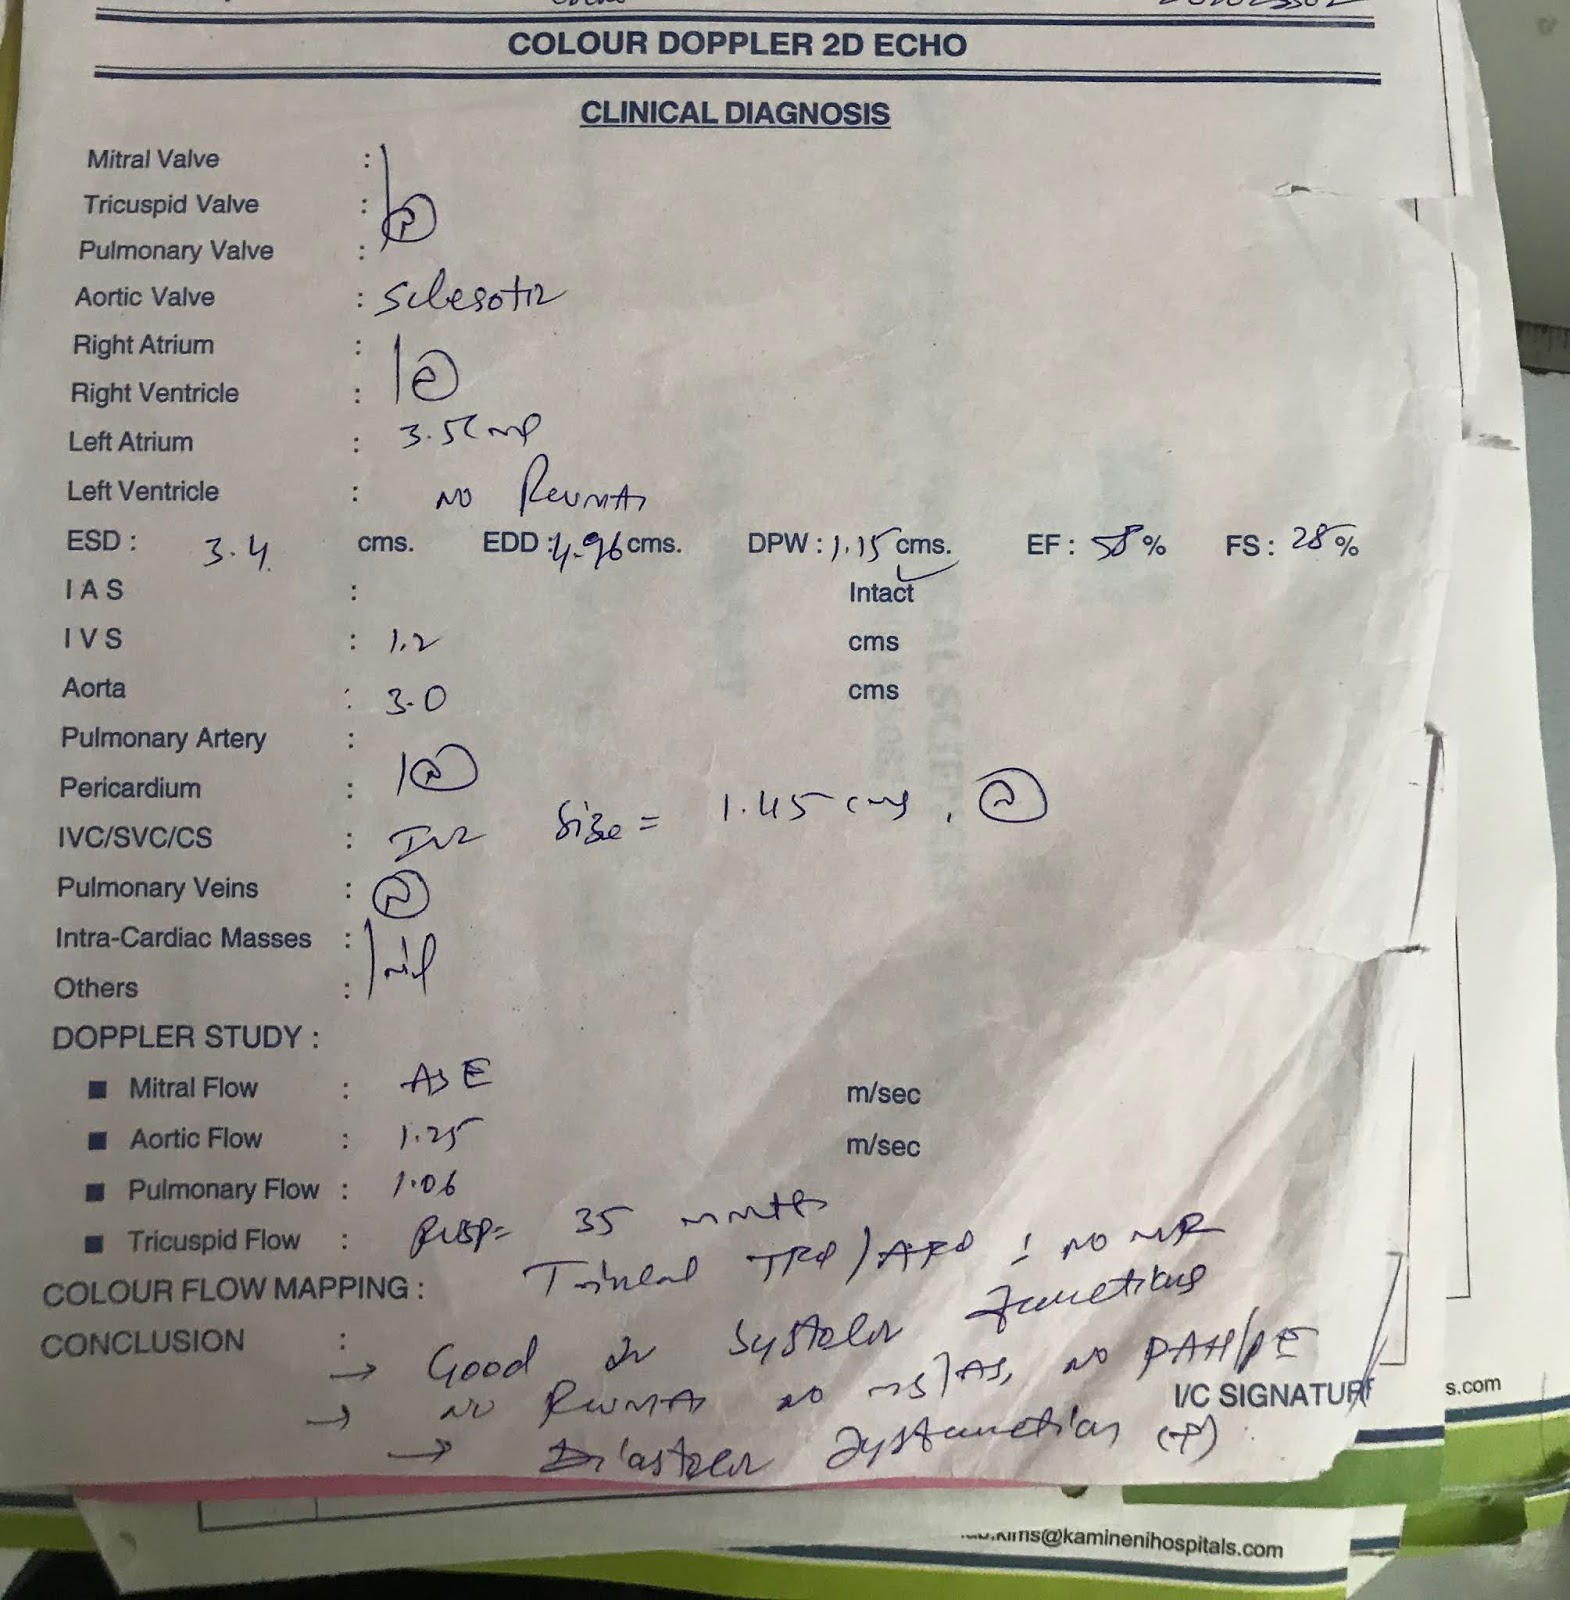 COLOUR DOPPLER 2D ECHO
CLINICAL DIAGNOSIS
Mitral Valve :
Tricuspid Valve : N
Pulmonary Valve :
Aortic Valve : Sclerotic
Right Atrium :
Right Ventricle : N
Left Atrium : 3.5 cms
Left Ventricle : NO RWMA
ESD : 3.4 cms. EDD : 4.96 cms. DPW : 1.15 cms. EF : 58 % FS : 28 %
I A S : Intact
I V S : 1.2 cms
Aorta : 3.0 cms
Pulmonary Artery :
Pericardium : N
IVC/SVC/CS : IVC Size = 1.45 cms, N
Pulmonary Veins : N
Intra-Cardiac Masses :
Others : nil
DOPPLER STUDY :
Mitral Flow : A>E m/sec
Aortic Flow : 1.25 m/sec
Pulmonary Flow : 1.06
Tricuspid Flow : RVSP= 35 mmHg
COLOUR FLOW MAPPING : Trivial TR / AR : NO MR
CONCLUSION :
→ Good LV Systolic functions
→ NO RWMA NO MS/AS, NO PAH/PE
I/C SIGNATUR
→ Diastolic dysfunction (+)
s.com
kims@kaminenihospitals.com